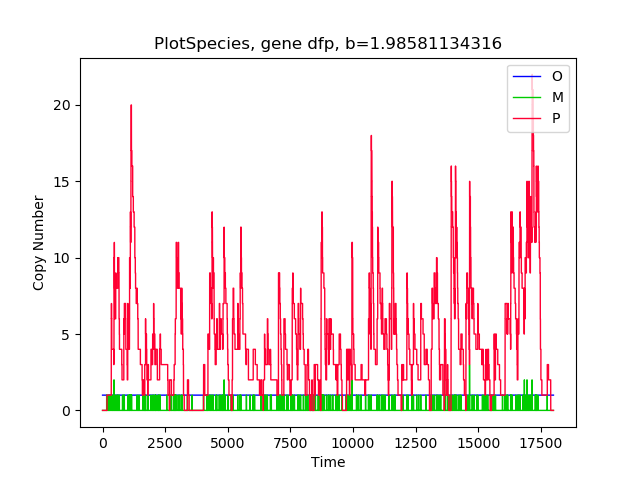 PlotSpecies, gene dfp, b=1.98581134316
O
M
P
20
15
10
5
0
Copy Number
0 2500 5000 7500 10000 12500 15000 17500
Time